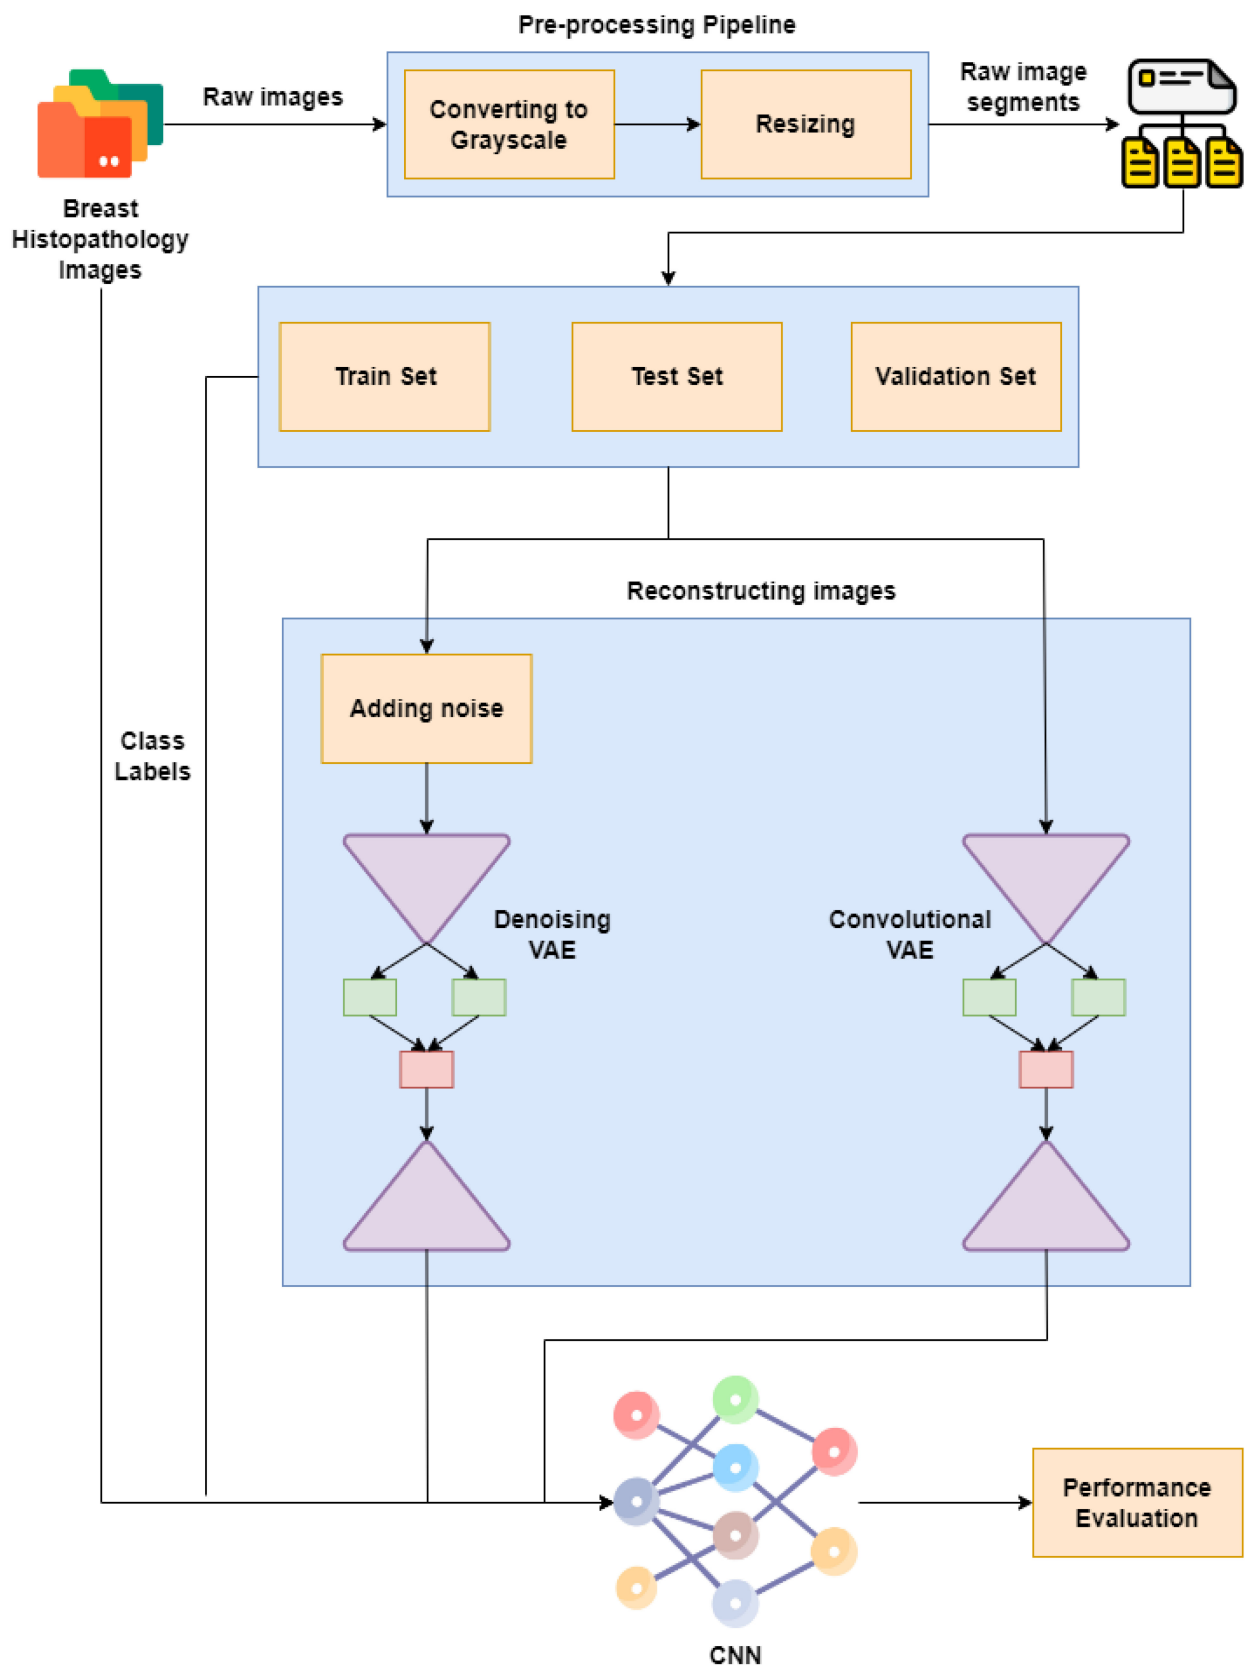 Pre-processing Pipeline
Raw images
Converting to
Grayscale
Resizing
Raw image
segments
Breast
Histopathology
Images
Train Set
Test Set
Validation Set
Reconstructing images
Adding noise
Class
Labels
Denoising
VAE
Convolutional
VAE
Performance
Evaluation
CNN